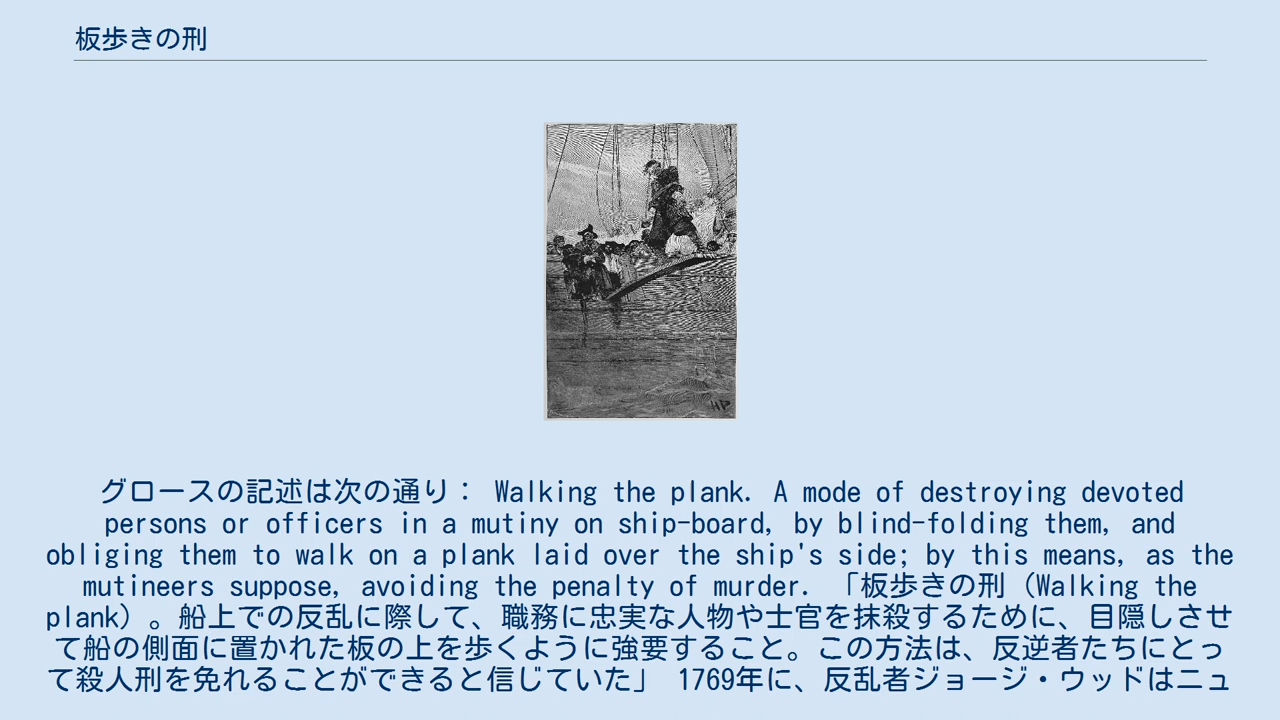 板歩きの刑
HP
グロースの記述は次の通り： Walking the plank. A mode of destroying devoted
persons or officers in a mutiny on ship-board, by blind-folding them, and
obliging them to walk on a plank laid over the ship's side; by this means, as the
mutineers suppose, avoiding the penalty of murder. 「板歩きの刑（Walking the
plank）。船上での反乱に際して、職務に忠実な人物や士官を抹殺するために、目隠しさせ
て船の側面に置かれた板の上を歩くように強要すること。この方法は、反逆者たちにとっ
て殺人刑を免れることができると信じていた」 1769年に、反乱者ジョージ・ウッドはニュ